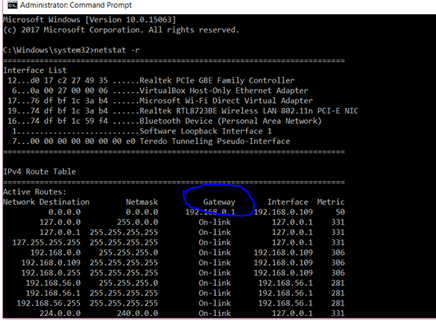 Administrator: Command Prompt
Microsoft Windows [Version 10.0.15063]
(c) 2017 Microsoft Corporation. All rights reserved.
C:\Windows\system32>netstat -r
===========================================================================
Interface List
12...d0 17 c2 27 49 35 ......Realtek PCIe GBE Family Controller
6...0a 00 27 00 00 06 ......VirtualBox Host-Only Ethernet Adapter
17...76 df bf 1c 3a b4 ......Microsoft Wi-Fi Direct Virtual Adapter
19...74 df bf 1c 3a b4 ......Realtek RTL8723BE Wireless LAN 802.11n PCI-E NIC
16...74 df bf 1c 59 f4 ......Bluetooth Device (Personal Area Network)
1...........................Software Loopback Interface 1
7...00 00 00 00 00 00 00 e0 Teredo Tunneling Pseudo-Interface
===========================================================================
IPv4 Route Table
===========================================================================
Active Routes:
Network Destination Netmask Gateway Interface Metric
0.0.0.0 0.0.0.0 192.168.0.1 192.168.0.109 50
127.0.0.0 255.0.0.0 On-link 127.0.0.1 331
127.0.0.1 255.255.255.255 On-link 127.0.0.1 331
127.255.255.255 255.255.255.255 On-link 127.0.0.1 331
192.168.0.0 255.255.255.0 On-link 192.168.0.109 306
192.168.0.109 255.255.255.255 On-link 192.168.0.109 306
192.168.0.255 255.255.255.255 On-link 192.168.0.109 306
192.168.56.0 255.255.255.0 On-link 192.168.56.1 281
192.168.56.1 255.255.255.255 On-link 192.168.56.1 281
192.168.56.255 255.255.255.255 On-link 192.168.56.1 281
224.0.0.0 240.0.0.0 On-link 127.0.0.1 331